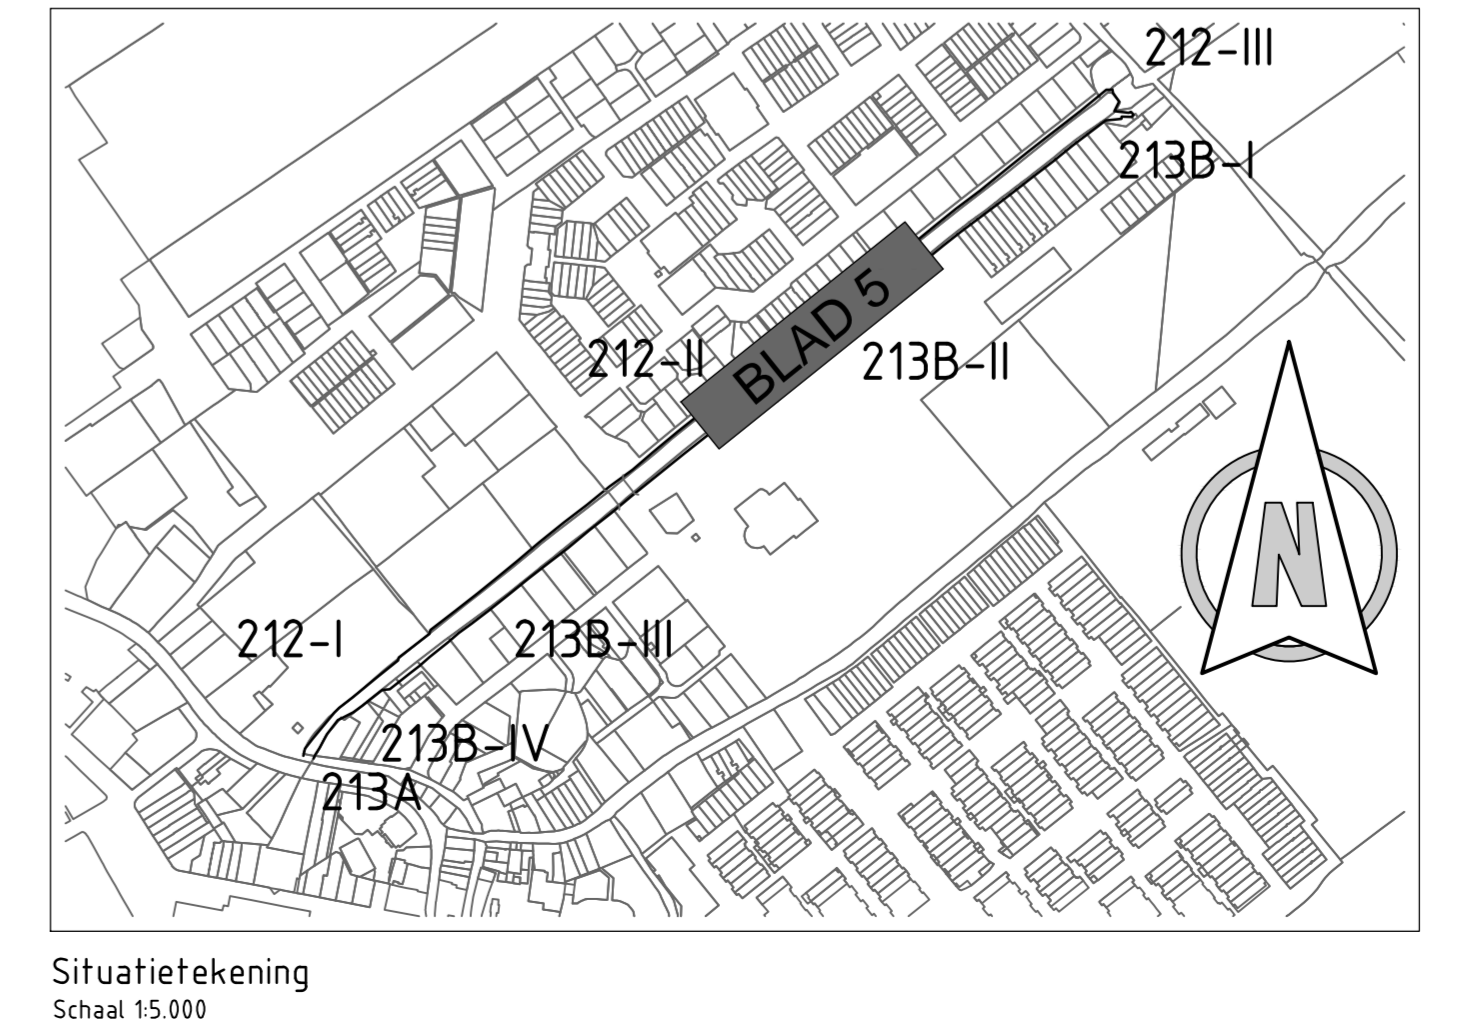 212-III
213B-I
BLAD 5
212-II
213B-II
N
212-I
213B-III
213B-IV
213A
Situatietekening
Schaal 1:5.000